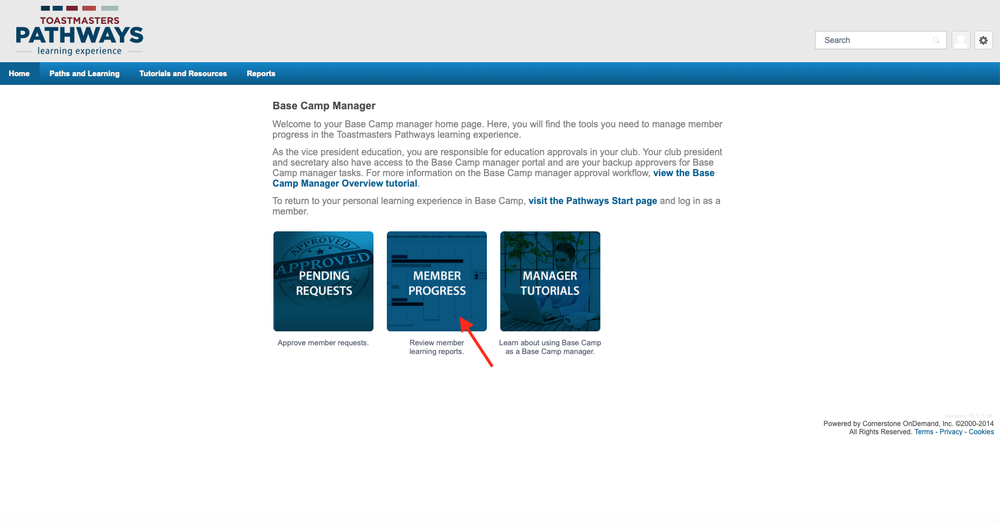 TOASTMASTERS
PATHWAYS
learning experience
Search
Home
Paths and Learning
Tutorials and Resources
Reports
Base Camp Manager
Welcome to your Base Camp manager home page. Here, you will find the tools you need to manage member
progress in the Toastmasters Pathways learning experience.
As the vice president education, you are responsible for education approvals in your club. Your club president
and secretary also have access to the Base Camp manager portal and are your backup approvers for Base
Camp manager tasks. For more information on the Base Camp manager approval workflow, view the Base
Camp Manager Overview tutorial.
To return to your personal learning experience in Base Camp, visit the Pathways Start page and log in as a
member.
APPROVED
APPROVED
PENDING
REQUESTS
MEMBER
PROGRESS
MANAGER
TUTORIALS
Approve member requests.
Review member
learning reports.
Learn about using Base Camp
as a Base Camp manager.
Version: 15.3.3.16
Powered by Cornerstone OnDemand, Inc. ©2000-2014
All Rights Reserved. Terms - Privacy - Cookies